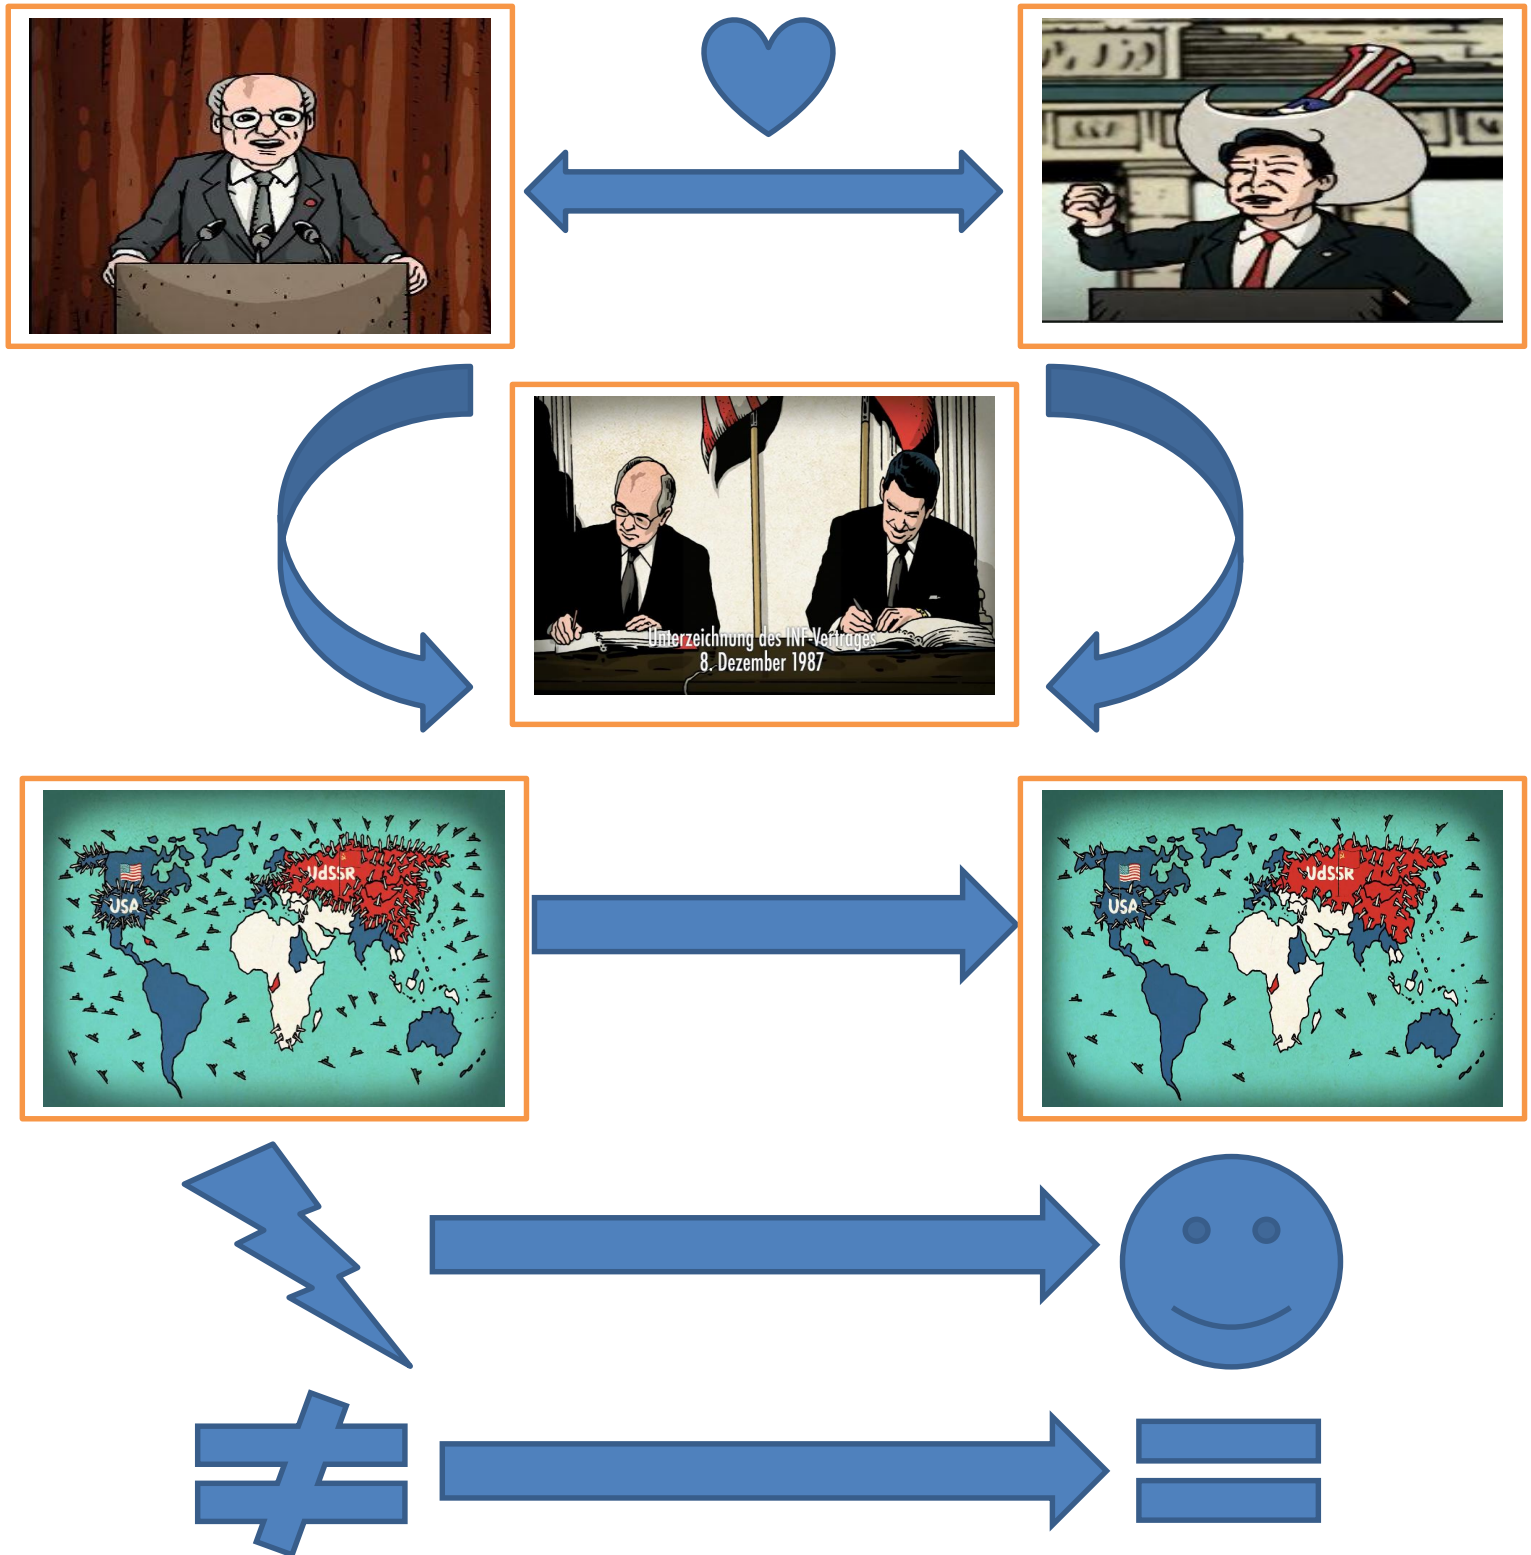 Unterzeichnung des INF-Vertrages
8. Dezember 1987
UdSSR
USA
UdSSR
USA